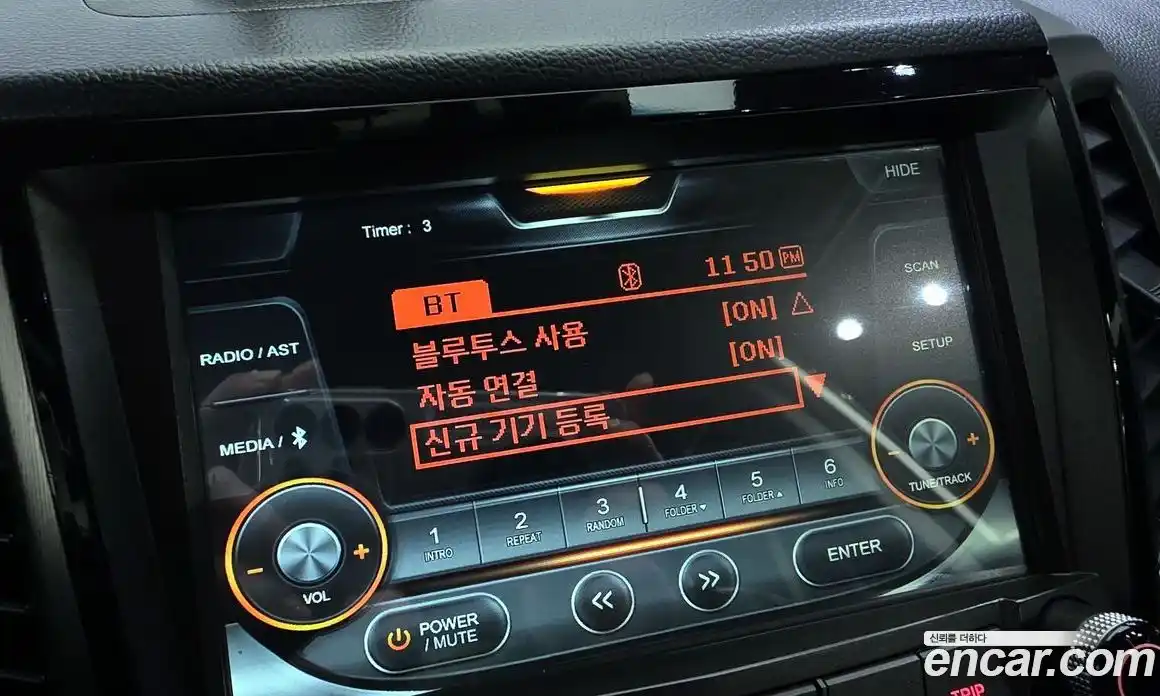 HIDE
Timer : 3
SCAN
11 50 PM
BT
블루투스 사용 [ON]
RADIO / AST
SETUP
자동 연결 [ON]
신규 기기 등록
MEDIA /
1 INTRO
2 REPEAT
3 RANDOM
4 FOLDER ▼
5 FOLDER ▲
6 INFO
- + TUNE/TRACK
- + VOL
POWER / MUTE
<<
>>
ENTER
신뢰를 더하다
encar.com
TRIP